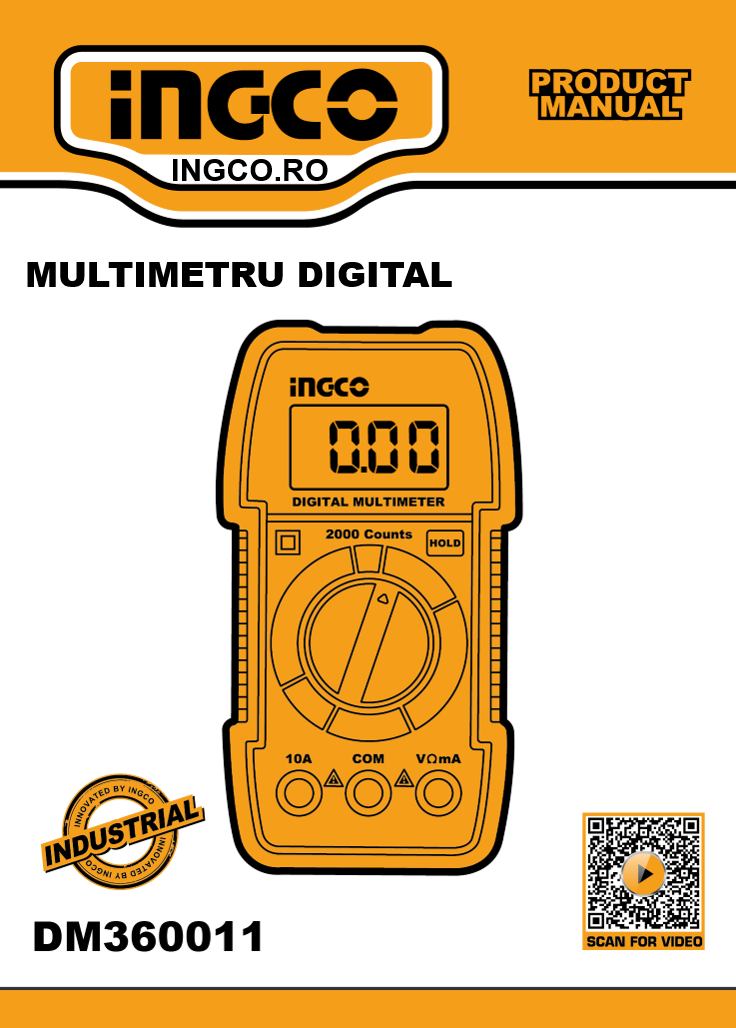 INGCO
INGCO.RO
PRODUCT
MANUAL
MULTIMETRU DIGITAL
INGCO
0.00
DIGITAL MULTIMETER
2000 Counts
HOLD
10A
COM
VΩmA
INNOVATED BY INGCO
INDUSTRIAL
INNOVATED BY INGCO
DM360011
SCAN FOR VIDEO